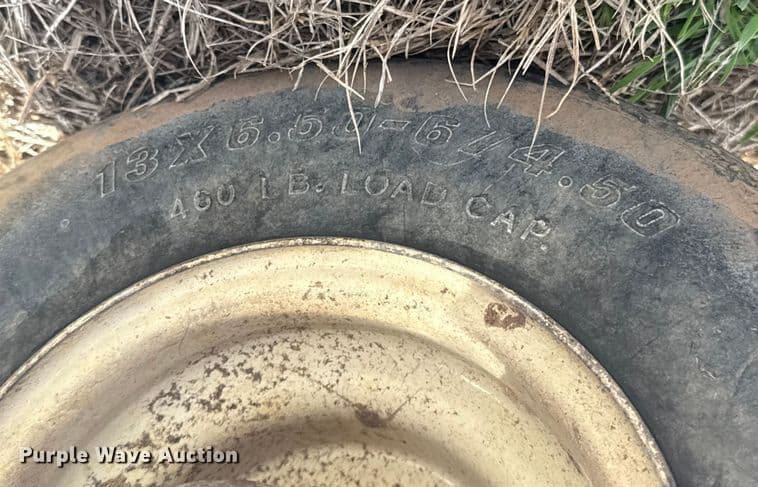 13X6.50-6/4.50
460 LB. LOAD CAP.
Purple Wave Auction